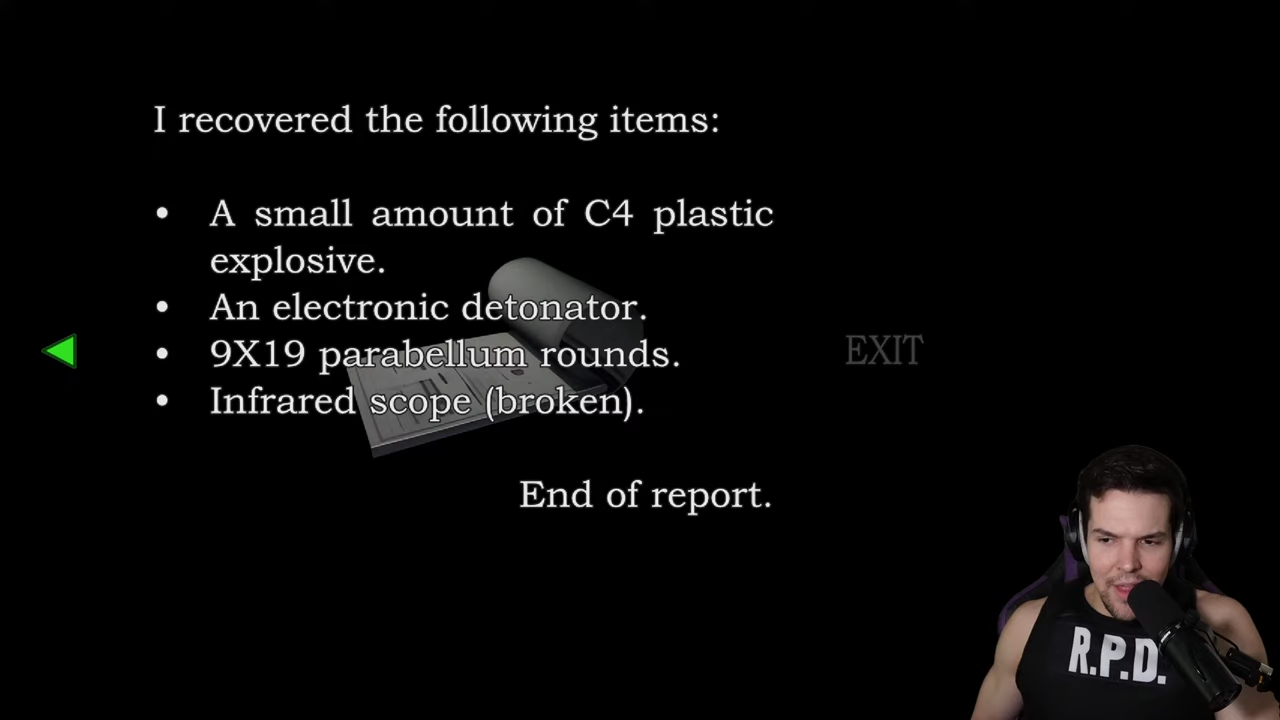 I recovered the following items:
• A small amount of C4 plastic
explosive.
• An electronic detonator.
• 9X19 parabellum rounds.
• Infrared scope (broken).
EXIT
End of report.
R.P.D.